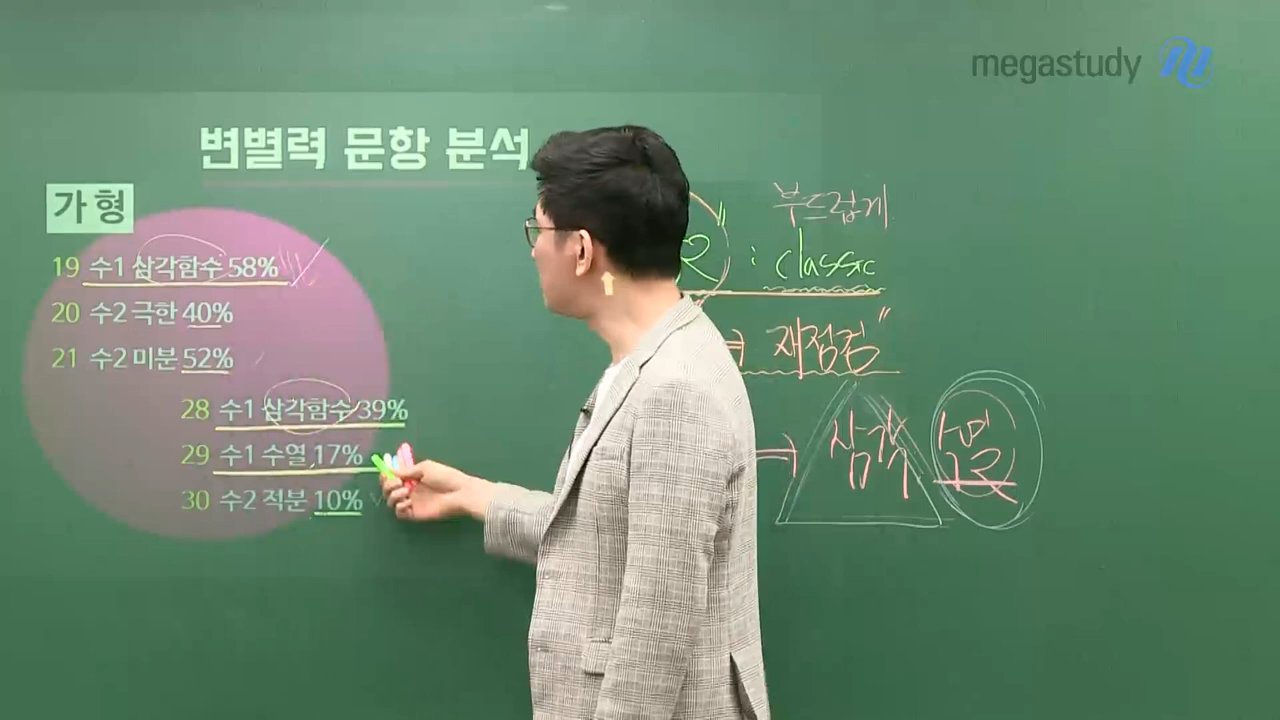 megastudy
변별력 문항 분석
가형
19 수1 삼각함수 58%
20 수2 극한 40%
21 수2 미분 52%
28 수1 삼각함수 39%
29 수1 수열 17%
30 수2 적분 10%
부드럽게
: classic
⇒ 재점검"
⇒ 삼각